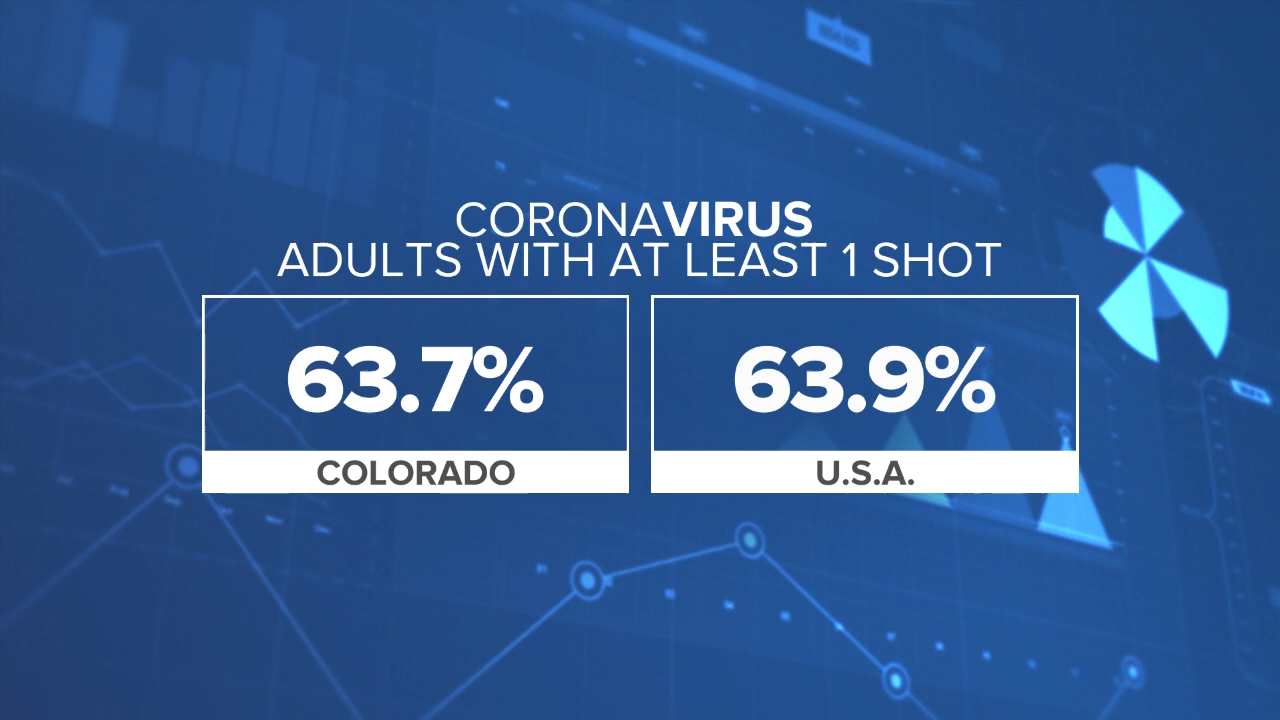 CORONAVIRUS
ADULTS WITH AT LEAST 1 SHOT
63.7%
63.9%
COLORADO
U.S.A.